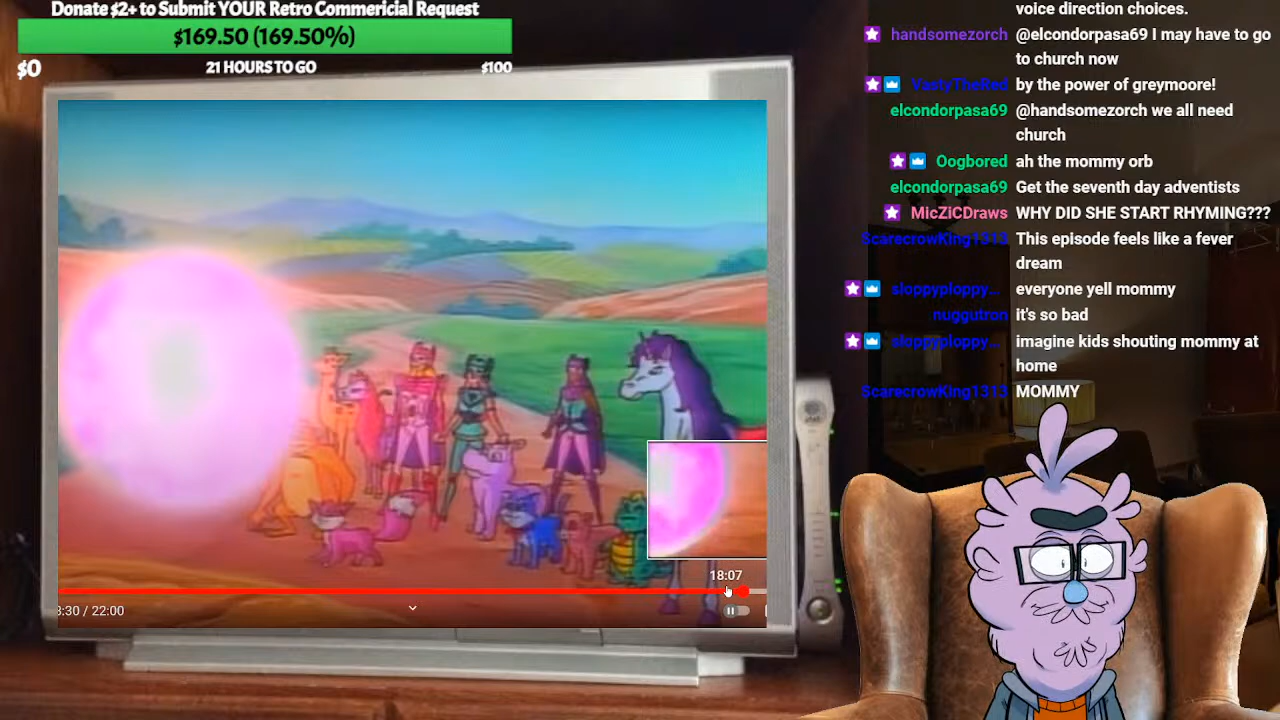 Donate $2+ to Submit YOUR Retro Commericial Request
$169.50 (169.50%)
$0 21 HOURS TO GO $100
voice direction choices.
handsomezorch @elcondorpasa69 I may have to go
to church now
VastyTheRed by the power of greymoore!
elcondorpasa69 @handsomezorch we all need
church
Oogbored ah the mommy orb
elcondorpasa69 Get the seventh day adventists
MicZiCDraws WHY DID SHE START RHYMING???
ScarecrowKing1313 This episode feels like a fever
dream
sloppyploppy... everyone yell mommy
nuggutron it's so bad
sloppyploppy... imagine kids shouting mommy at
home
ScarecrowKing1313 MOMMY
18:07
:30 / 22:00